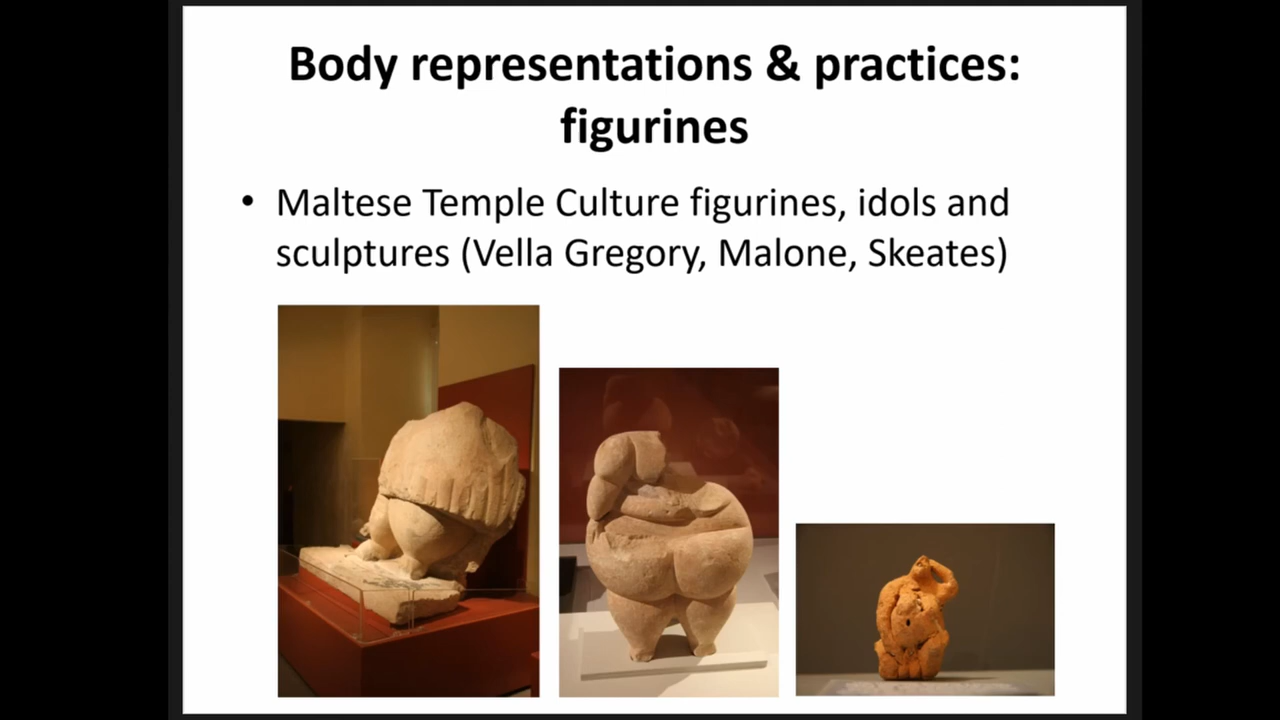 Body representations & practices:
figurines
• Maltese Temple Culture figurines, idols and
sculptures (Vella Gregory, Malone, Skeates)